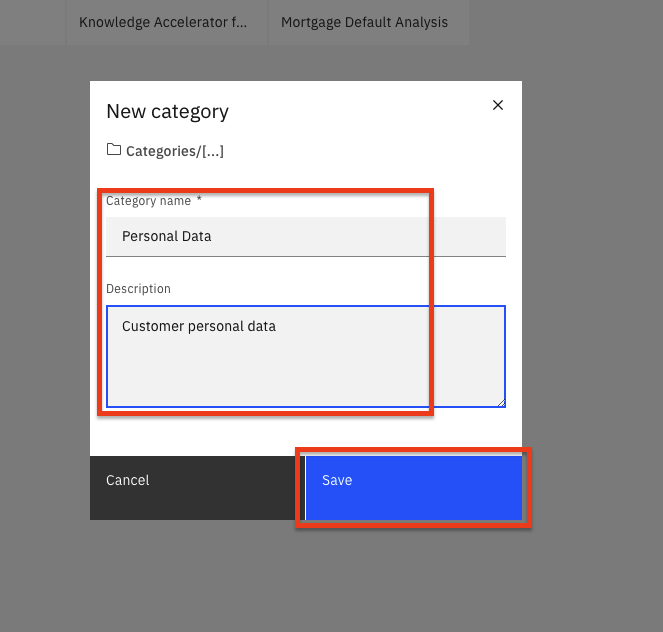 Knowledge Accelerator f...
Mortgage Default Analysis
New category
Categories/[...]
Category name *
Personal Data
Description
Customer personal data
Cancel
Save